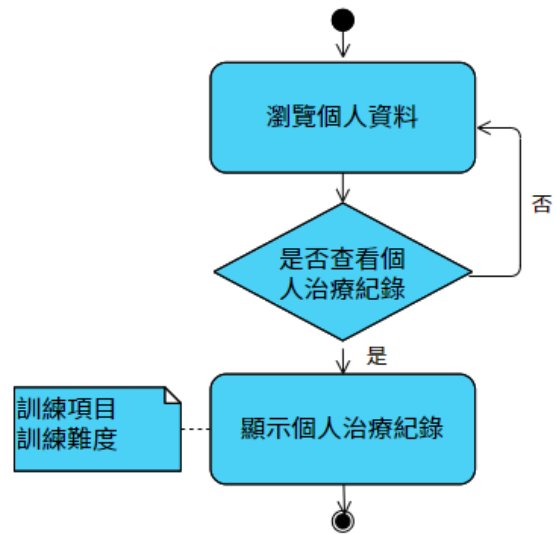 瀏覽個人資料
否
是否查看個
人治療紀錄
是
訓練項目
訓練難度
顯示個人治療紀錄